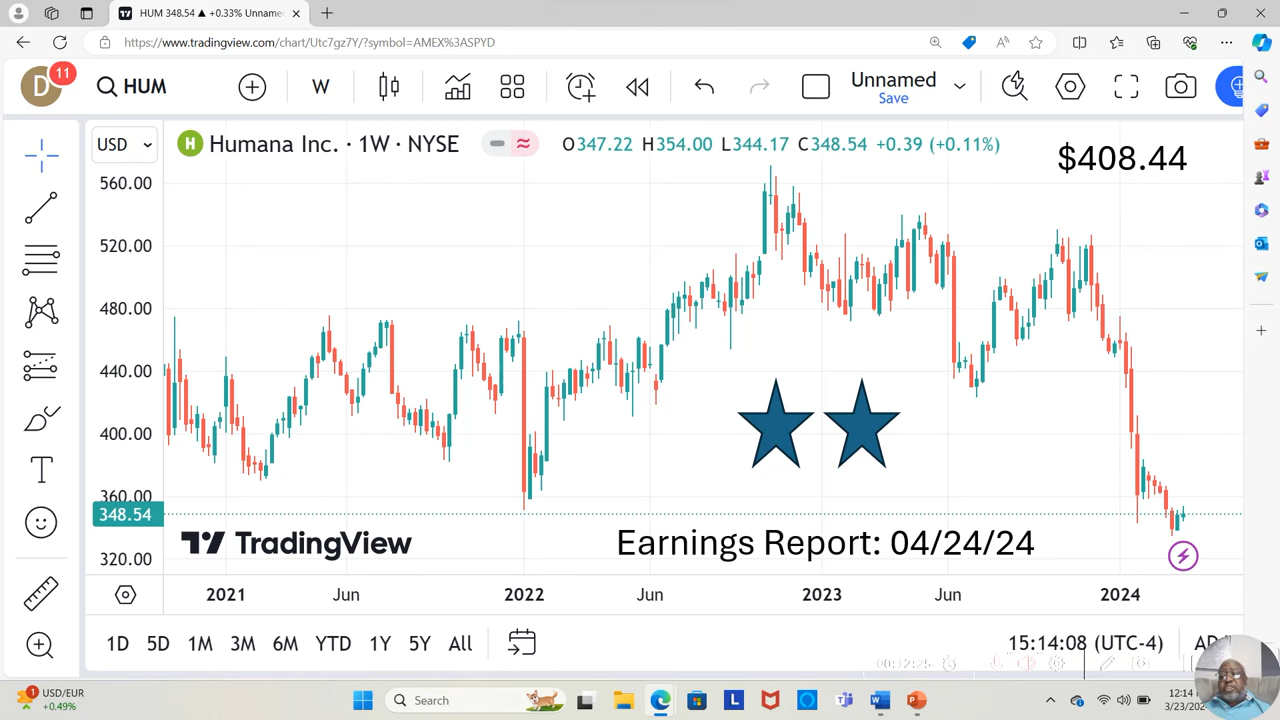 HUM 348.54 ▲ +0.33% Unname
https://www.tradingview.com/chart/Utc7gz7Y/?symbol=AMEX%3ASPYD
D
11
HUM
W
Unnamed
Save
USD
H Humana Inc. · 1W · NYSE
O347.22 H354.00 L344.17 C348.54 +0.39 (+0.11%)
$408.44
560.00
520.00
480.00
440.00
400.00
360.00
348.54
320.00
TradingView
Earnings Report: 04/24/24
2021 Jun 2022 Jun 2023 Jun 2024
1D 5D 1M 3M 6M YTD 1Y 5Y All
15:14:08 (UTC-4)
00:12:25
1
USD/EUR
+0.49%
Search
L
12:14